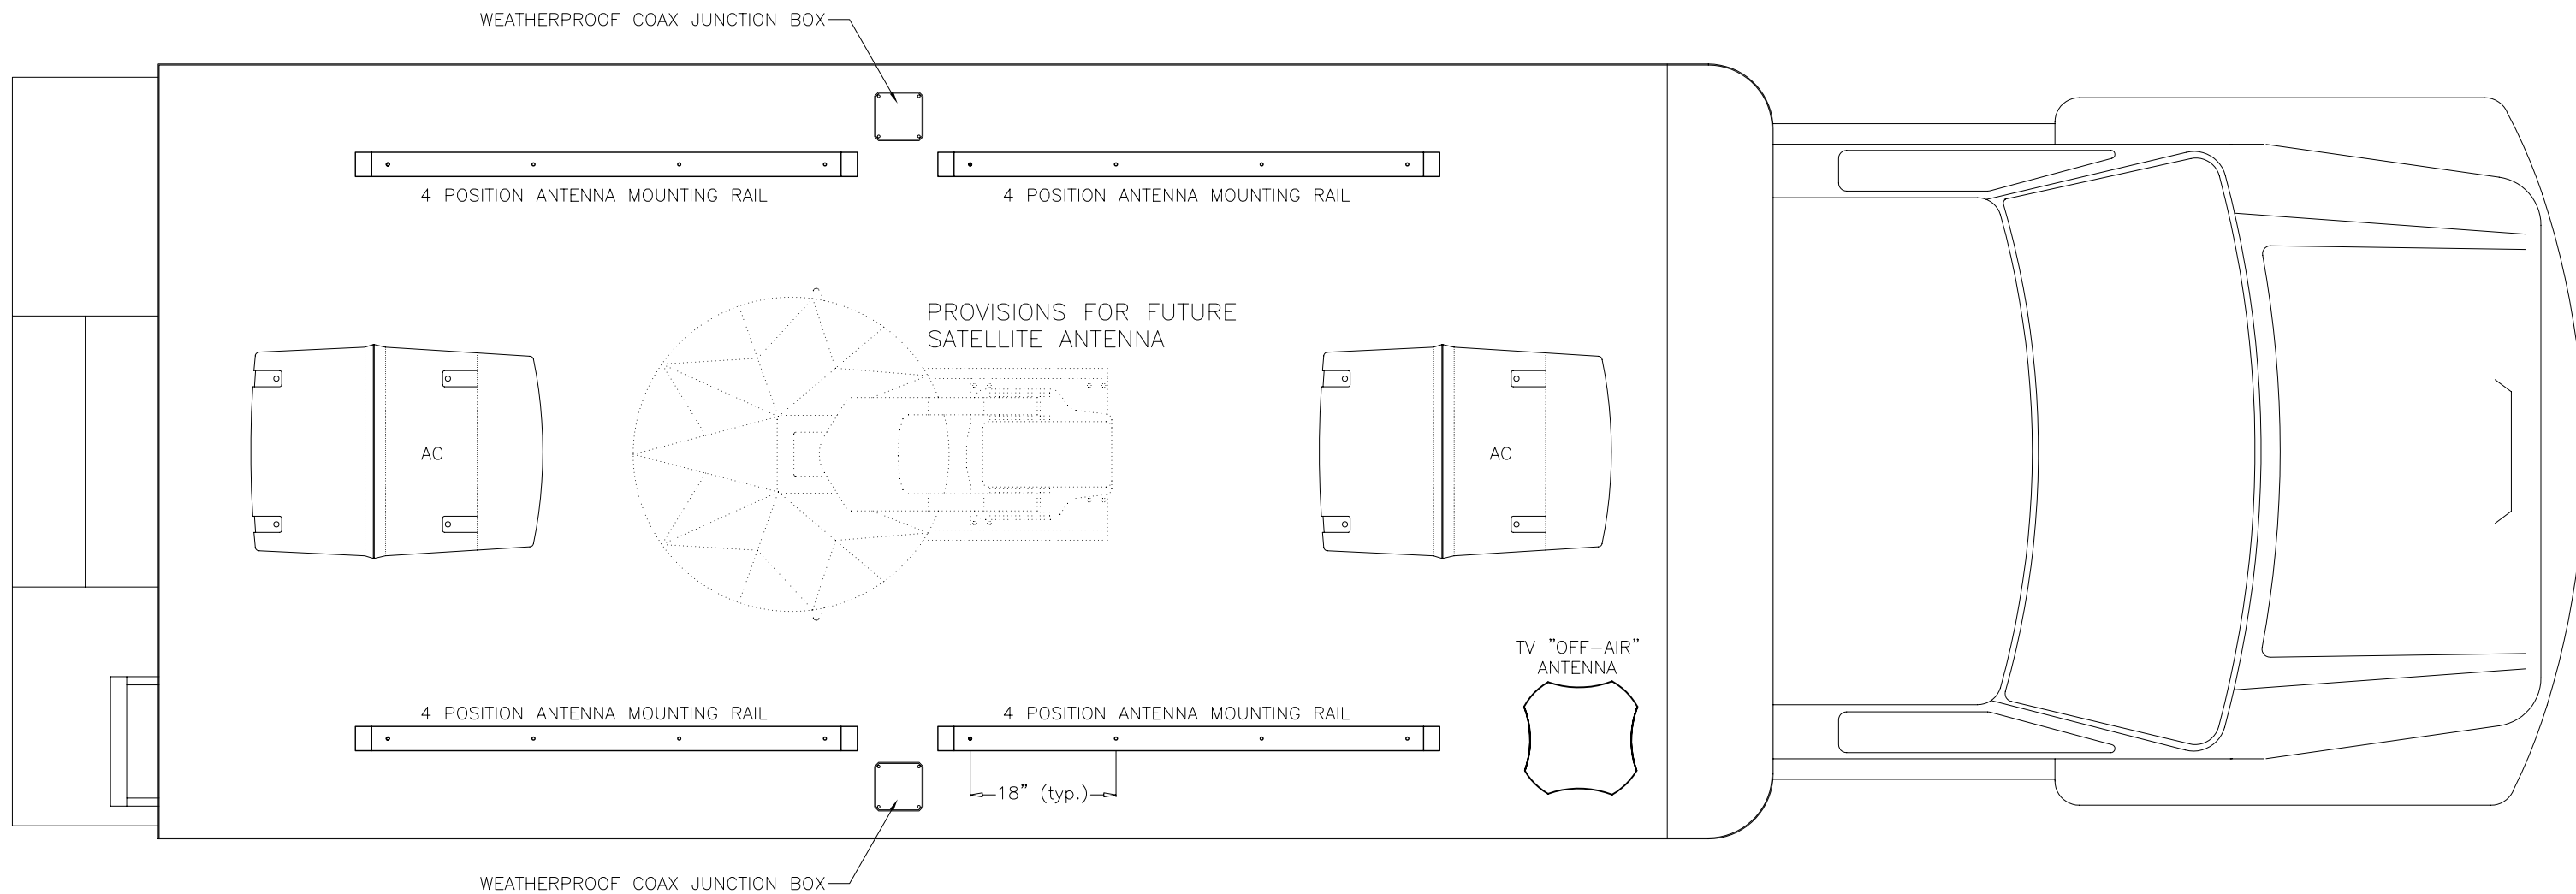 WEATHERPROOF COAX JUNCTION BOX
4 POSITION ANTENNA MOUNTING RAIL
4 POSITION ANTENNA MOUNTING RAIL
PROVISIONS FOR FUTURE
SATELLITE ANTENNA
AC
AC
TV "OFF-AIR"
ANTENNA
4 POSITION ANTENNA MOUNTING RAIL
4 POSITION ANTENNA MOUNTING RAIL
18" (typ.)
WEATHERPROOF COAX JUNCTION BOX